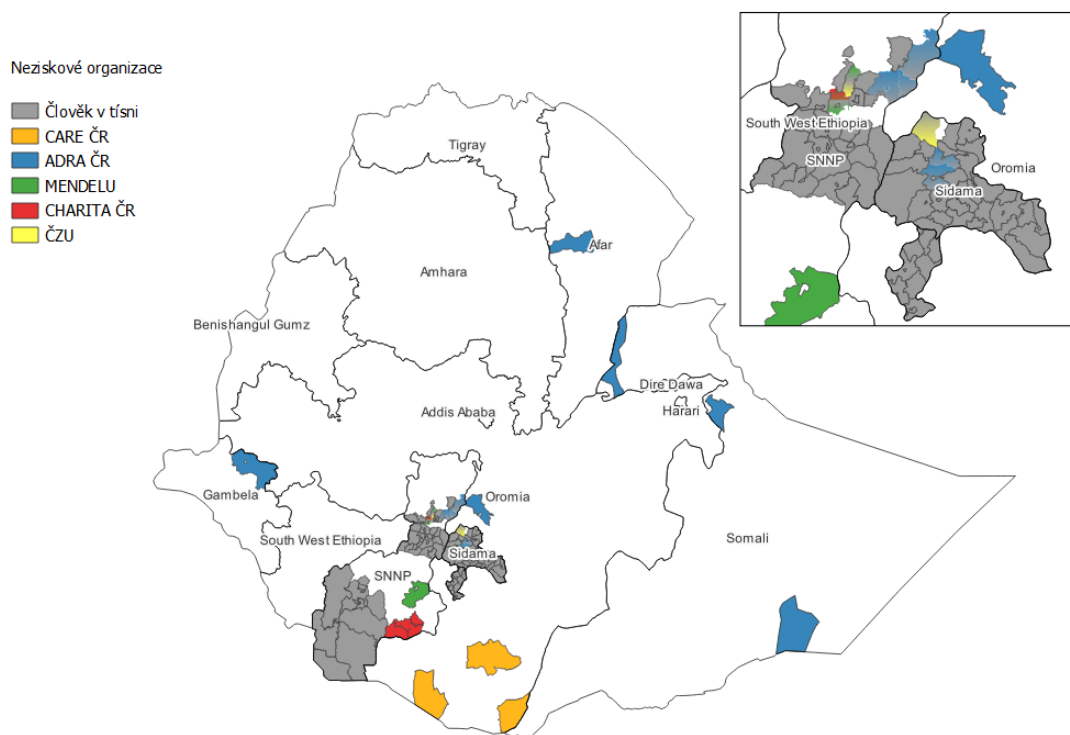 Neziskové organizace
Člověk v tísni
CARE ČR
ADRA ČR
MENDELU
CHARITA ČR
ČZU
Tigray
Afar
Amhara
Benishangul Gumz
Dire Dawa
Harari
Addis Ababa
Gambela
Oromia
South West Ethiopia
Sidama
Somali
SNNP
South West Ethiopia
SNNP
Oromia
Sidama